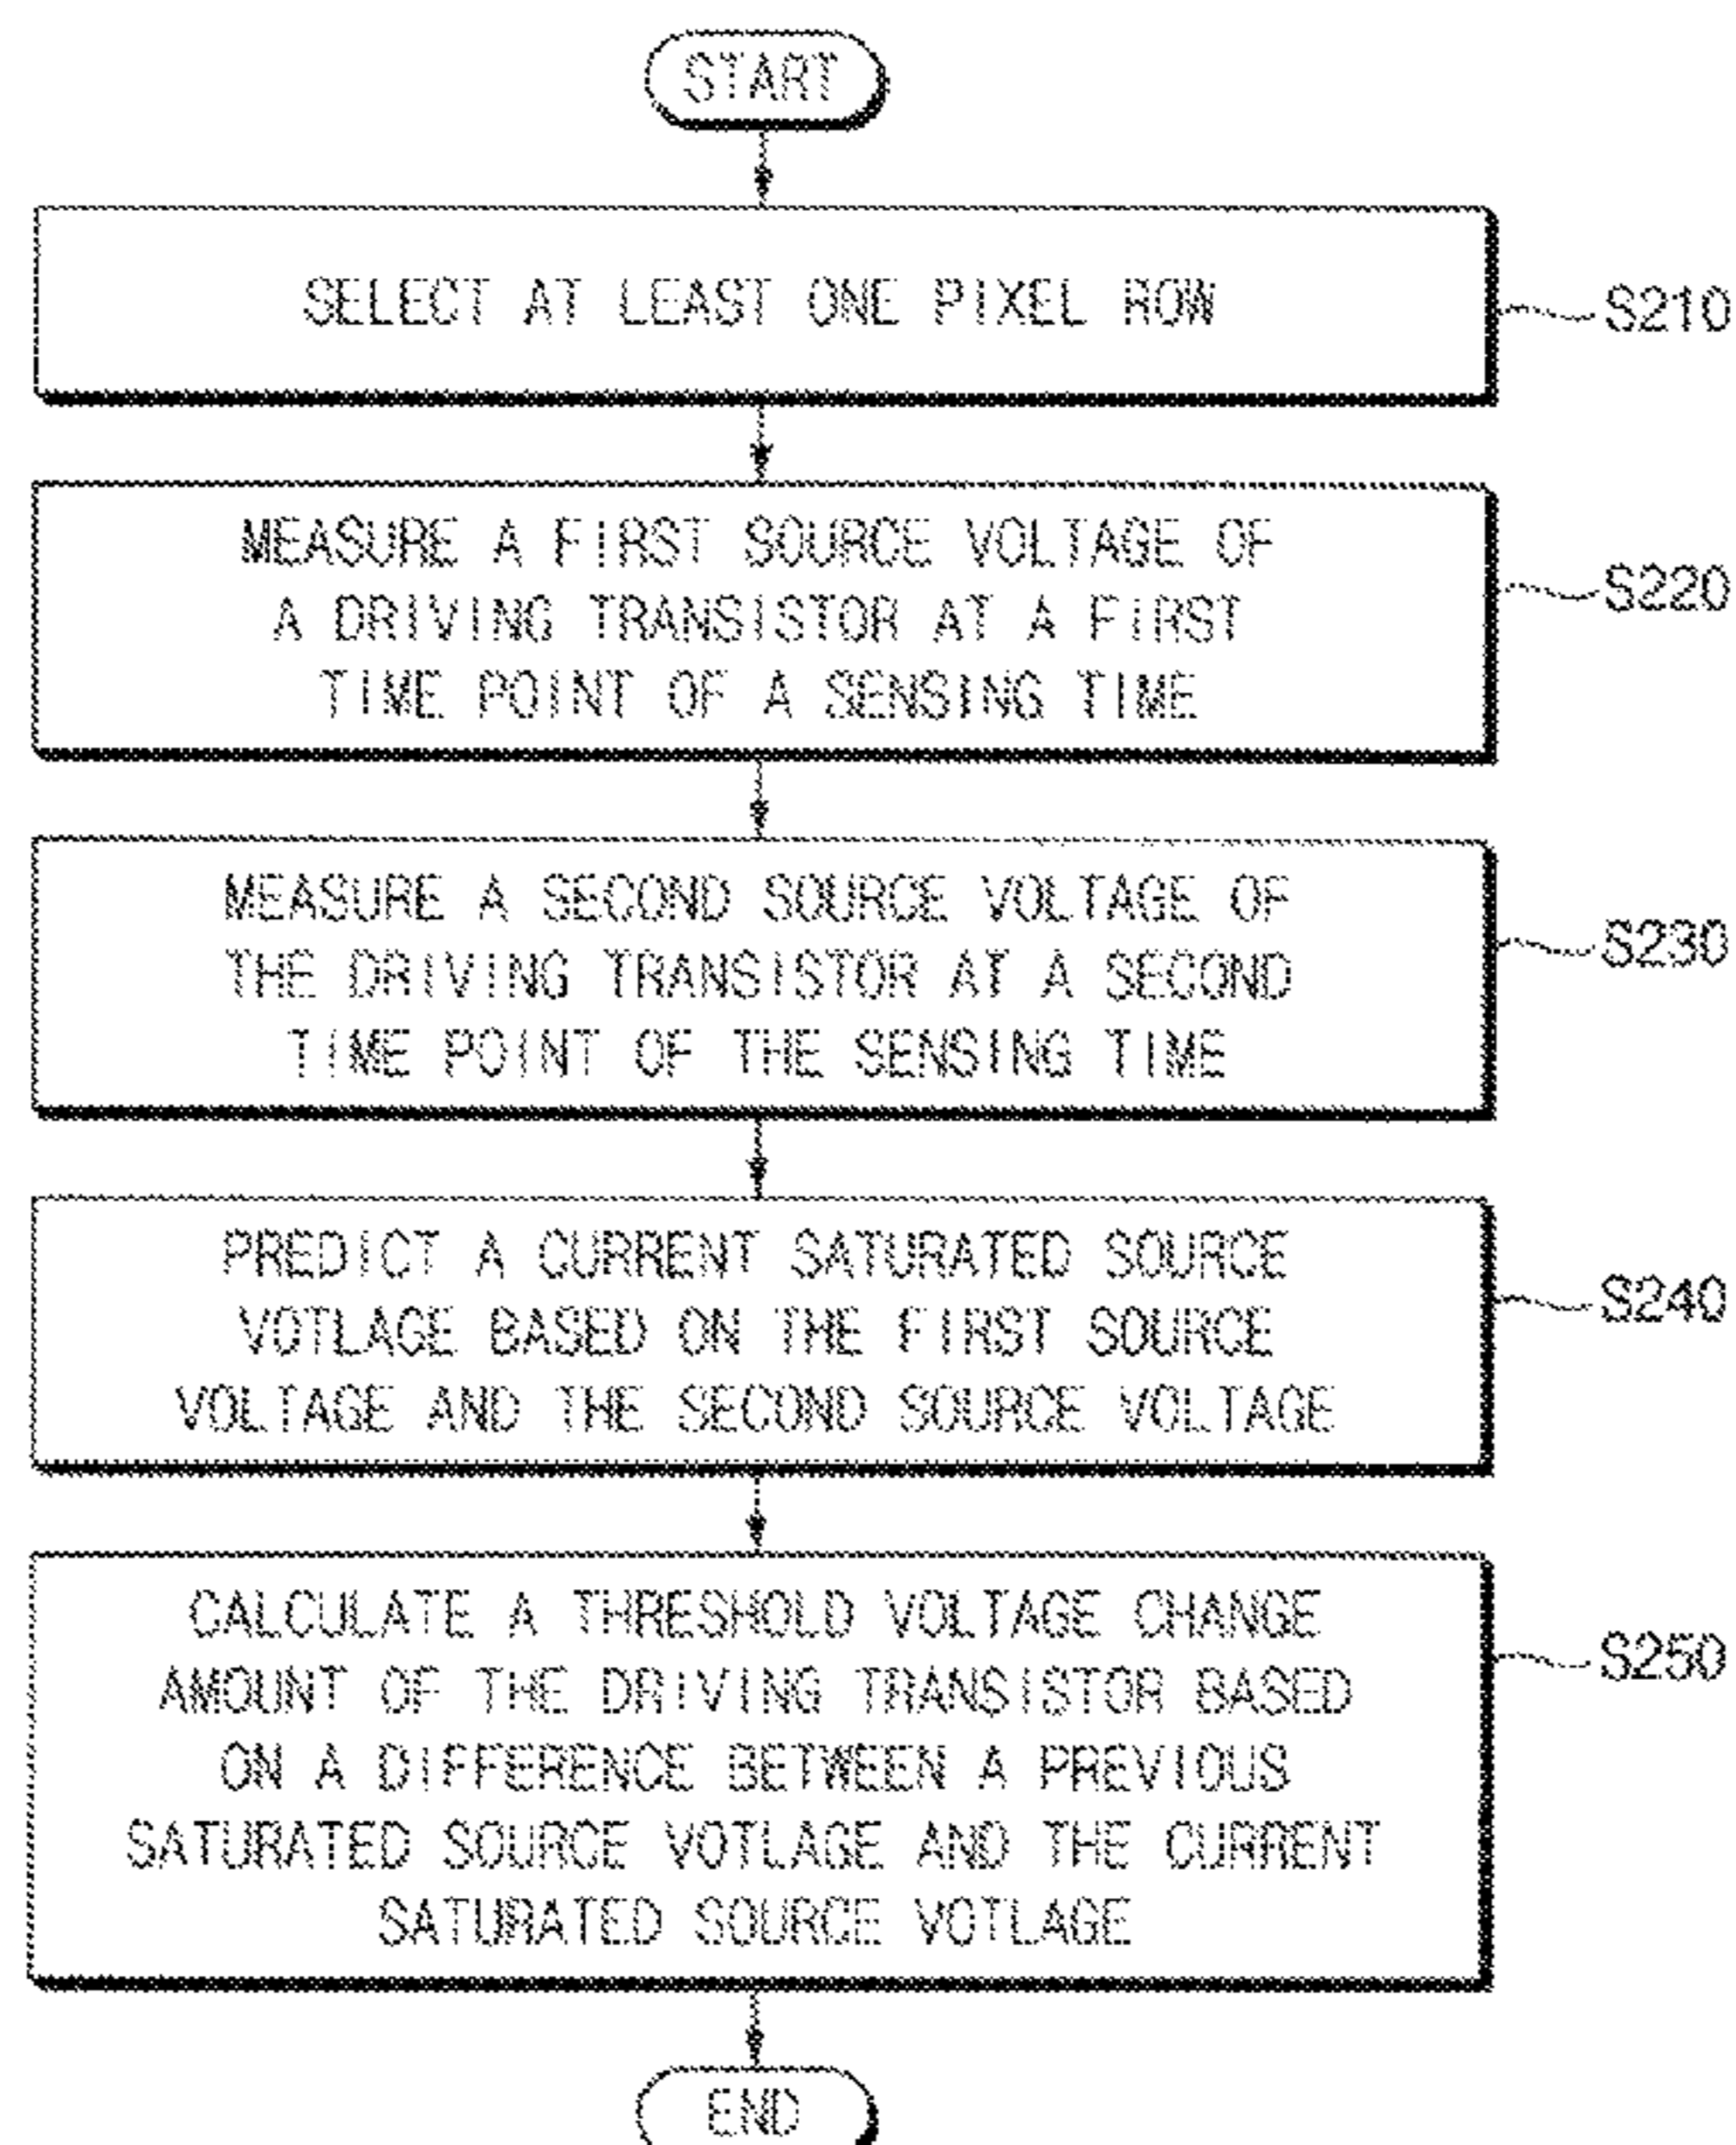 START
SELECT AT LEAST ONE PIXEL ROW
S210
MEASURE A FIRST SOURCE VOLTAGE OF
A DRIVING TRANSISTOR AT A FIRST
TIME POINT OF A SENSING TIME
S220
MEASURE A SECOND SOURCE VOLTAGE OF
THE DRIVING TRANSISTOR AT A SECOND
TIME POINT OF THE SENSING TIME
S230
PREDICT A CURRENT SATURATED SOURCE
VOTLAGE BASED ON THE FIRST SOURCE
VOLTAGE AND THE SECOND SOURCE VOLTAGE
S240
CALCULATE A THRESHOLD VOLTAGE CHANGE
AMOUNT OF THE DRIVING TRANSISTOR BASED
ON A DIFFERENCE BETWEEN A PREVIOUS
SATURATED SOURCE VOTLAGE AND THE CURRENT
SATURATED SOURCE VOTLAGE
S250
END